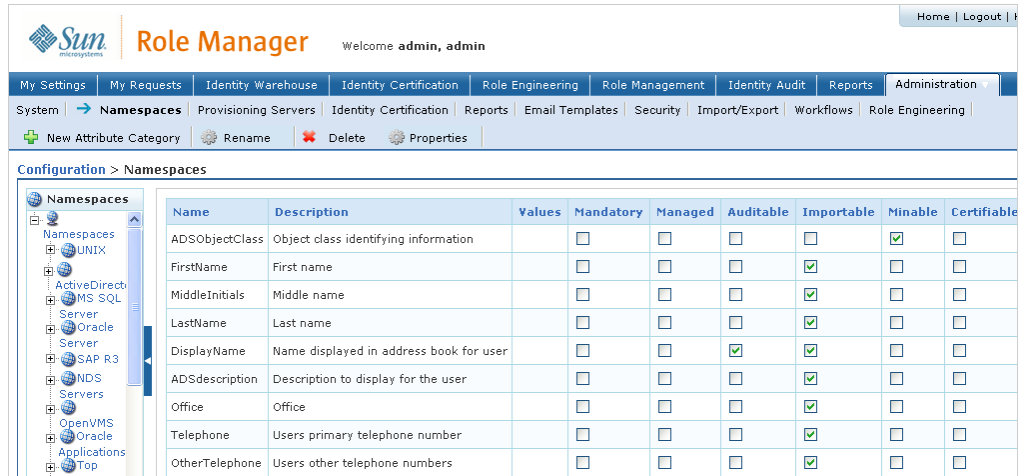 Home | Logout |
Sun
microsystems
Role Manager
Welcome admin, admin
My Settings My Requests Identity Warehouse Identity Certification Role Engineering Role Management Identity Audit Reports Administration
System Namespaces Provisioning Servers Identity Certification Reports Email Templates Security Import/Export Workflows Role Engineering
New Attribute Category Rename Delete Properties
Configuration > Namespaces
Namespaces
Namespaces
UNIX
ActiveDirecto
MS SQL
Server
Oracle
Server
SAP R3
NDS
Servers
OpenVMS
Oracle
Applications
Top
Name Description Values Mandatory Managed Auditable Importable Minable Certifiable
ADSObjectClass Object class identifying information
FirstName First name
MiddleInitials Middle name
LastName Last name
DisplayName Name displayed in address book for user
ADSdescription Description to display for the user
Office Office
Telephone Users primary telephone number
OtherTelephone Users other telephone numbers